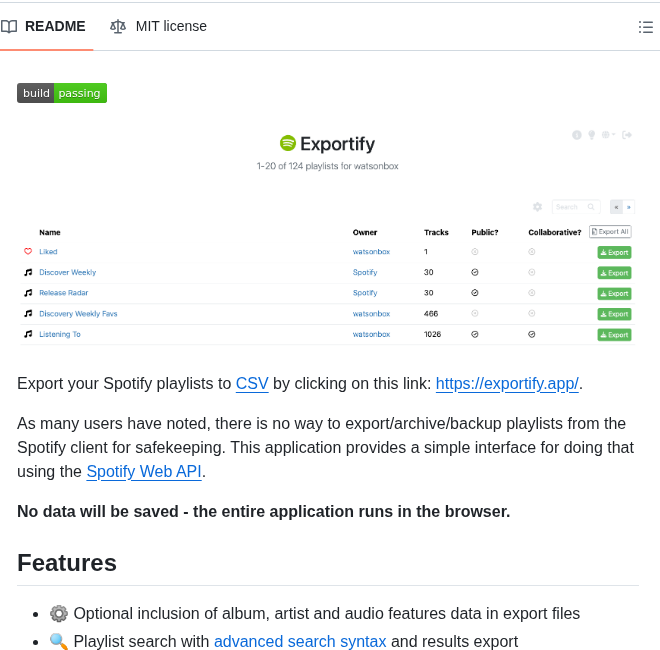 README MIT license
build passing
Exportify
1-20 of 124 playlists for watsonbox
Search « »
Name Owner Tracks Public? Collaborative? Export All
Liked watsonbox 1 Export
Discover Weekly Spotify 30 Export
Release Radar Spotify 30 Export
Discovery Weekly Favs watsonbox 466 Export
Listening To watsonbox 1026 Export
Export your Spotify playlists to CSV by clicking on this link: https://exportify.app/.
As many users have noted, there is no way to export/archive/backup playlists from the
Spotify client for safekeeping. This application provides a simple interface for doing that
using the Spotify Web API.
No data will be saved - the entire application runs in the browser.
Features
• ⚙️ Optional inclusion of album, artist and audio features data in export files
• 🔍 Playlist search with advanced search syntax and results export